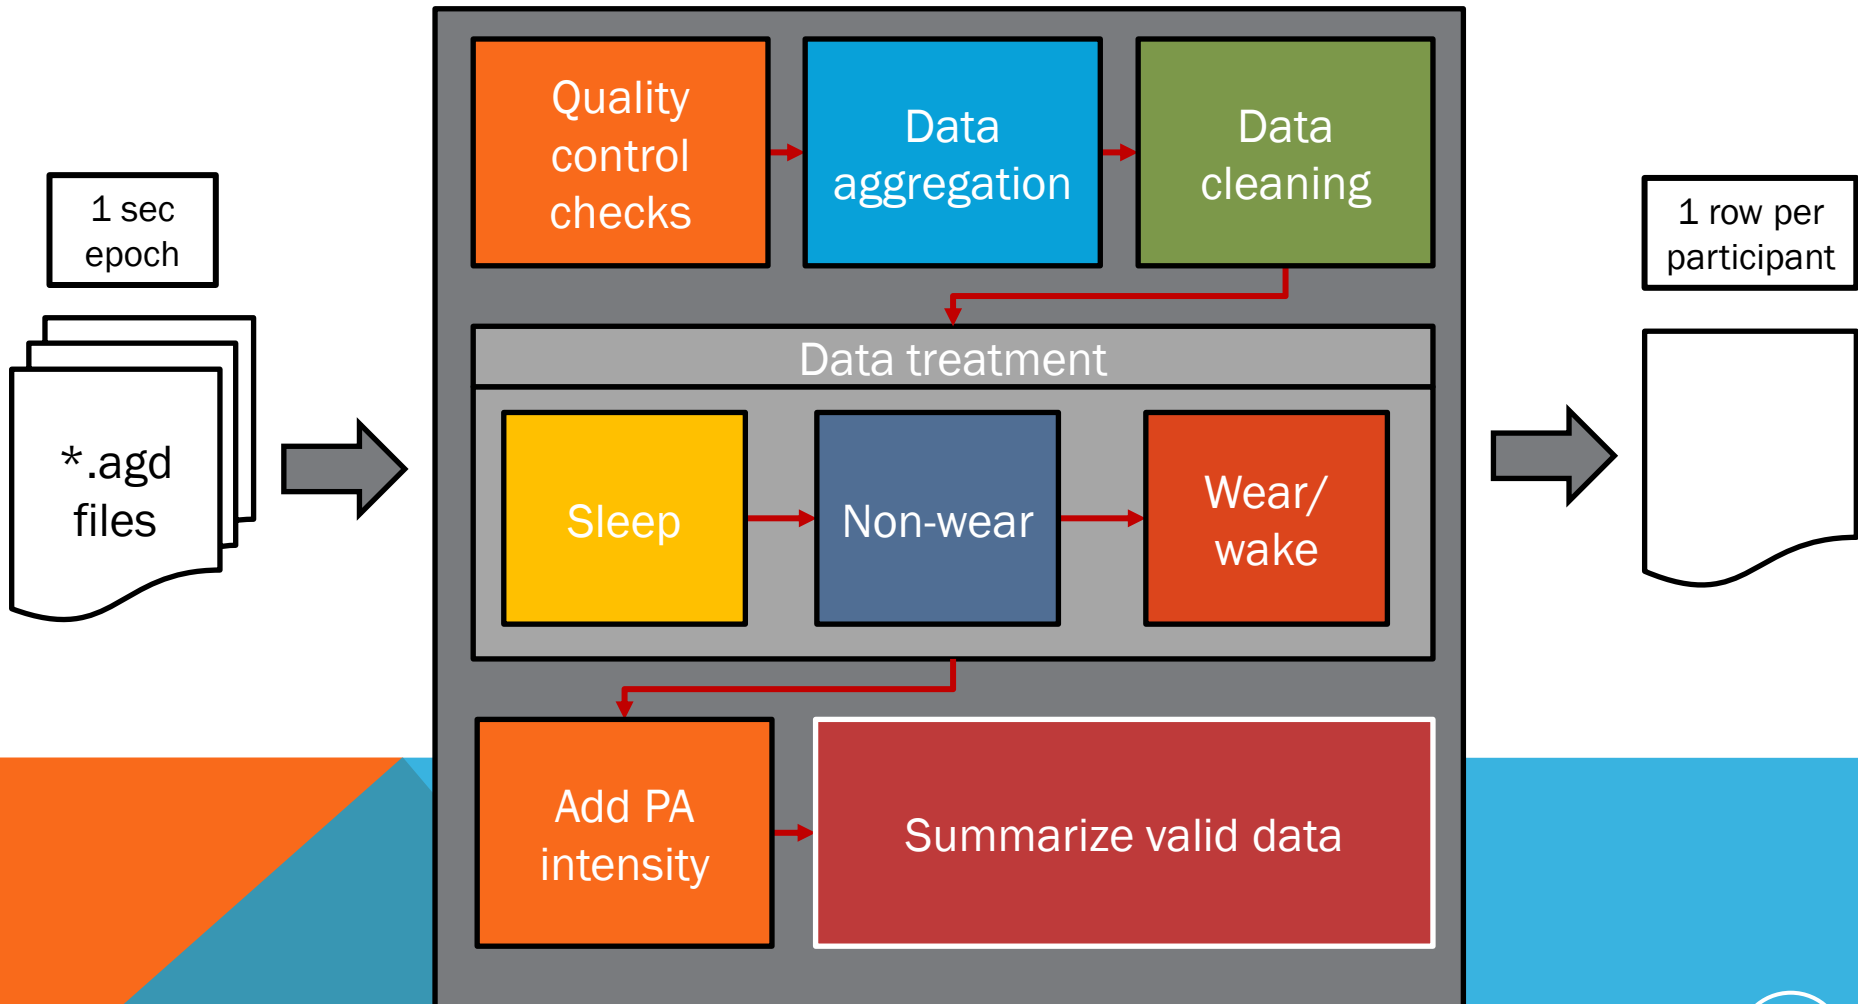 1 sec
epoch
*.agd
files
Quality
control
checks
Data
aggregation
Data
cleaning
Data treatment
Sleep
Non-wear
Wear/
wake
Add PA
intensity
Summarize valid data
1 row per
participant